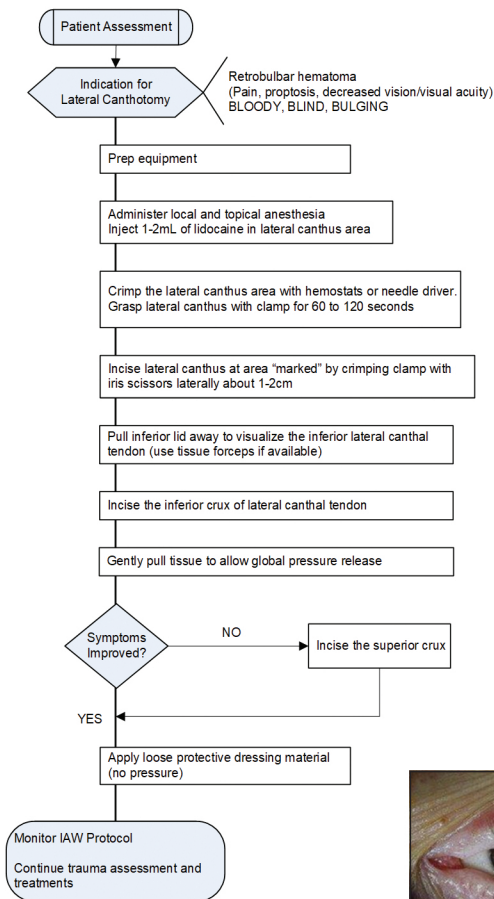 Patient Assessment
Indication for
Lateral Canthotomy
Retrobulbar hematoma
(Pain, proptosis, decreased vision/visual acuity)
BLOODY, BLIND, BULGING
Prep equipment
Administer local and topical anesthesia
Inject 1-2mL of lidocaine in lateral canthus area
Crimp the lateral canthus area with hemostats or needle driver.
Grasp lateral canthus with clamp for 60 to 120 seconds
Incise lateral canthus at area “marked” by crimping clamp with
iris scissors laterally about 1-2cm
Pull inferior lid away to visualize the inferior lateral canthal
tendon (use tissue forceps if available)
Incise the inferior crux of lateral canthal tendon
Gently pull tissue to allow global pressure release
Symptoms
Improved?
NO
Incise the superior crux
YES
Apply loose protective dressing material
(no pressure)
Monitor IAW Protocol
Continue trauma assessment and
treatments